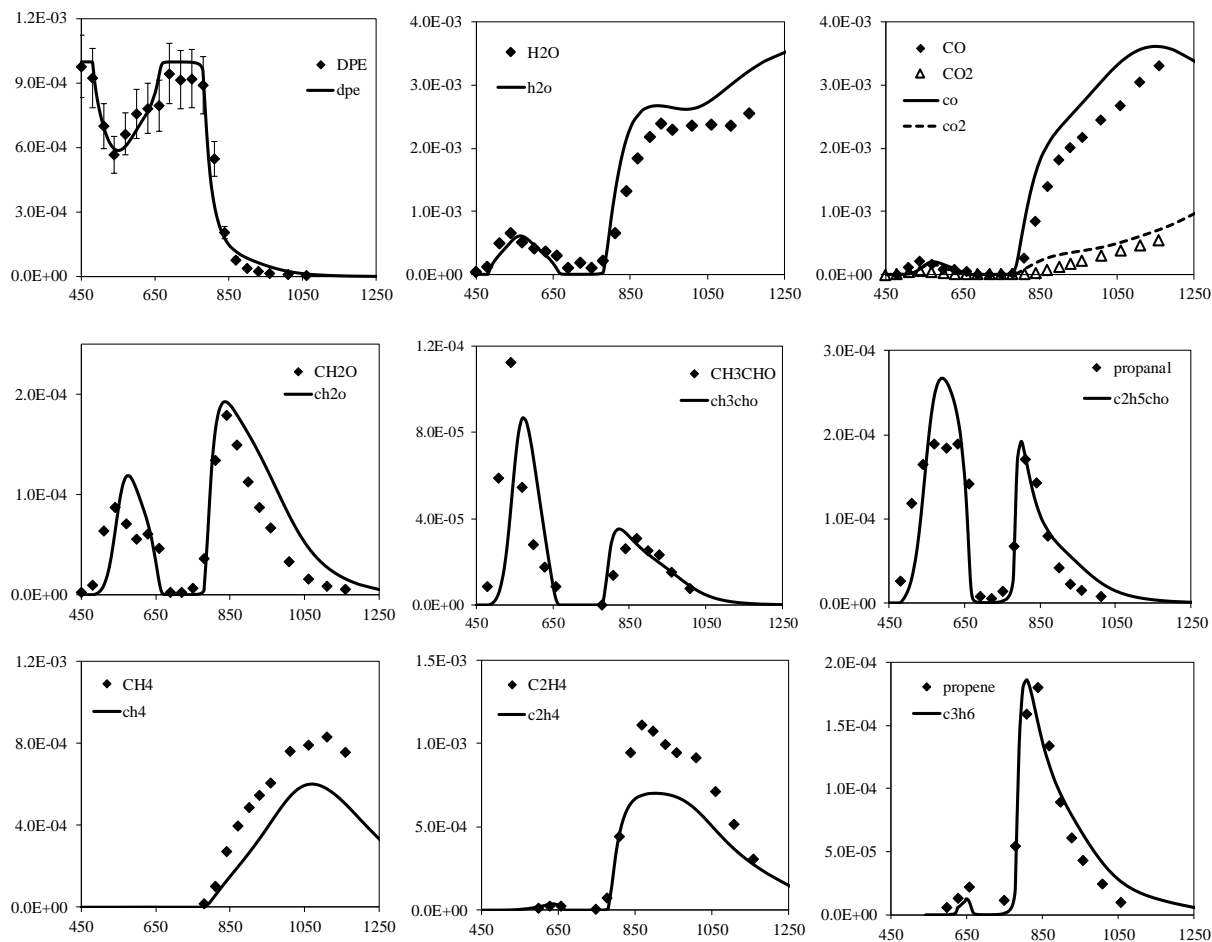 1.2E-03
9.0E-04
6.0E-04
3.0E-04
0.0E+00
450 650 850 1050 1250
DPE
dpe
4.0E-03
3.0E-03
2.0E-03
1.0E-03
0.0E+00
450 650 850 1050 1250
H2O
h2o
4.0E-03
3.0E-03
2.0E-03
1.0E-03
0.0E+00
450 650 850 1050 1250
CO
CO2
co
co2
2.0E-04
1.0E-04
0.0E+00
450 650 850 1050 1250
CH2O
ch2o
1.2E-04
8.0E-05
4.0E-05
0.0E+00
450 650 850 1050 1250
CH3CHO
ch3cho
3.0E-04
2.0E-04
1.0E-04
0.0E+00
450 650 850 1050 1250
propanal
c2h5cho
1.2E-03
8.0E-04
4.0E-04
0.0E+00
450 650 850 1050 1250
CH4
ch4
1.5E-03
1.0E-03
5.0E-04
0.0E+00
450 650 850 1050 1250
C2H4
c2h4
2.0E-04
1.5E-04
1.0E-04
5.0E-05
0.0E+00
450 650 850 1050 1250
propene
c3h6